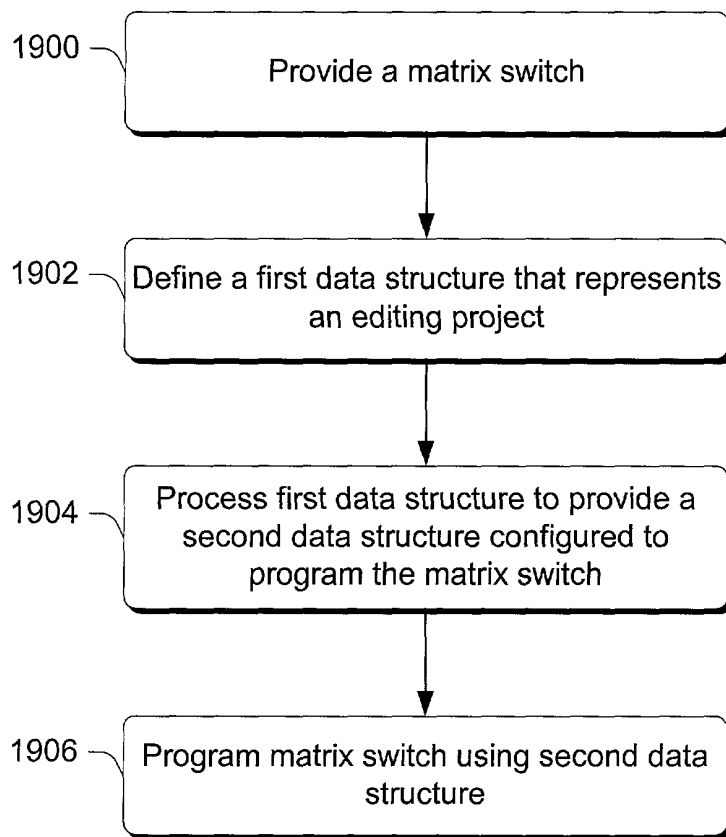 1900
Provide a matrix switch
1902
Define a first data structure that represents
an editing project
1904
Process first data structure to provide a
second data structure configured to
program the matrix switch
1906
Program matrix switch using second data
structure